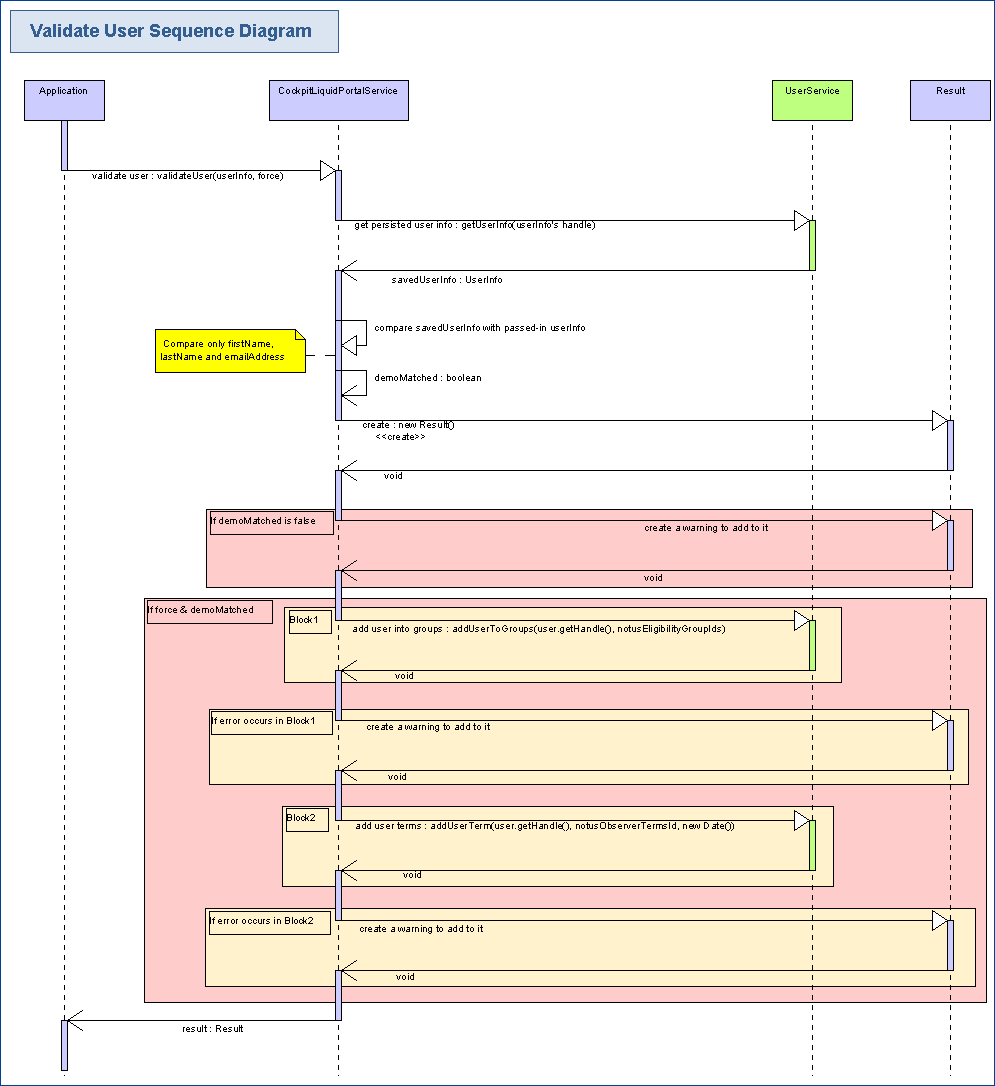 Validate User Sequence Diagram
Application
CockpitLiquidPortalService
UserService
Result
validate user : validateUser(userInfo, force)
get persisted user info : getUserInfo(userInfo's handle)
savedUserInfo : UserInfo
compare savedUserInfo with passed-in userInfo
Compare only firstName,
lastName and emailAddress
demoMatched : boolean
create : new Result()
<<create>>
void
If demoMatched is false
create a warning to add to it
void
If force & demoMatched
Block1
add user into groups : addUserToGroups(user.getHandle(), notusEligibilityGroupIds)
void
If error occurs in Block1
create a warning to add to it
void
Block2
add user terms : addUserTerm(user.getHandle(), notusObserverTermsId, new Date())
void
If error occurs in Block2
create a warning to add to it
void
result : Result